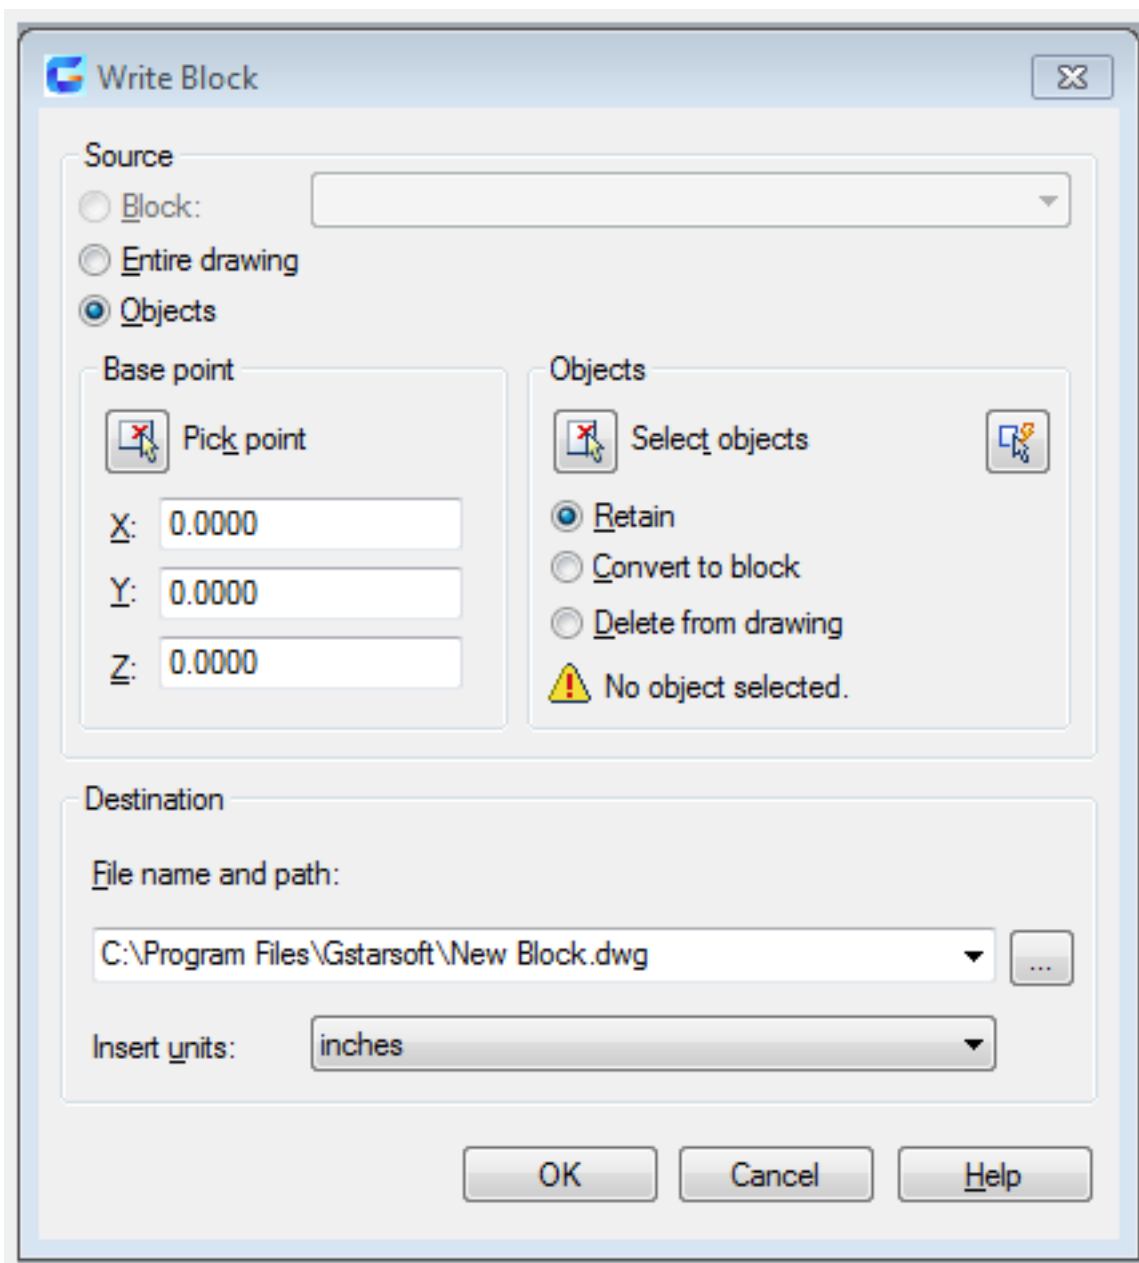 Write Block
Source
Block:
Entire drawing
Objects
Base point
Pick point
X: 0.0000
Y: 0.0000
Z: 0.0000
Objects
Select objects
Retain
Convert to block
Delete from drawing
No object selected.
Destination
File name and path:
C:\Program Files\Gstarsoft\New Block.dwg
...
Insert units: inches
OK Cancel Help